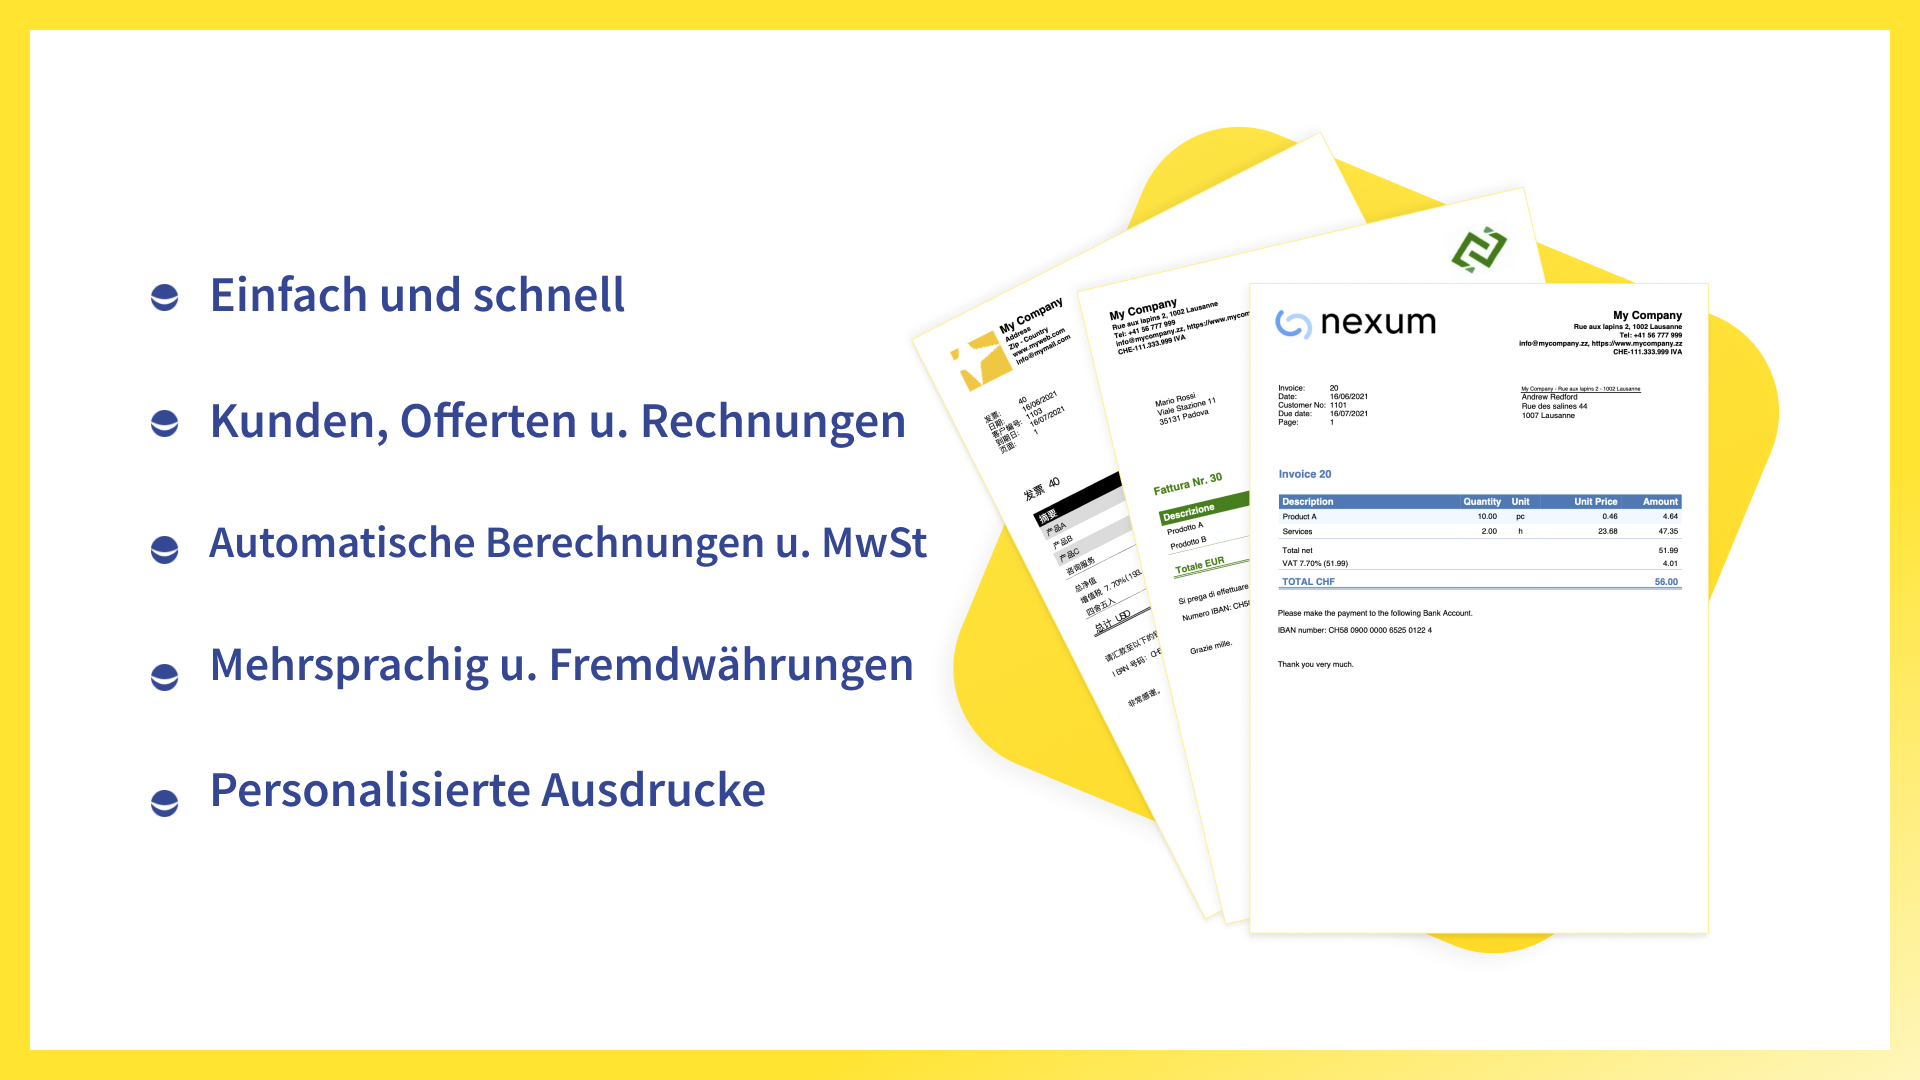 Einfach und schnell
Kunden, Offerten u. Rechnungen
Automatische Berechnungen u. MwSt
Mehrsprachig u. Fremdwährungen
Personalisierte Ausdrucke
My Company
Address
Zip - Country
www.myweb.com
info@mymail.com
发票: 40
日期: 16/06/2021
客户编号: 1103
到期日: 16/07/2021
页面: 1
发票 40
摘要
产品A
产品B
产品C
咨询服务
总净值
增值税 7.70%(193.
四舍五入
总计 USD
请汇款至以下的
IBAN 号码: CH
非常感谢。
My Company
Rue aux lapins 2, 1002 Lausanne
Tel: +41 56 777 999
info@mycompany.zz, https://www.mycom
CHE-111.333.999 IVA
Mario Rossi
Viale Stazione 11
35131 Padova
Fattura Nr. 30
Descrizione
Prodotto A
Prodotto B
Totale EUR
Si prega di effettuare
Numero IBAN: CH58
Grazie mille.
nexum
My Company
Rue aux lapins 2, 1002 Lausanne
Tel: +41 56 777 999
info@mycompany.zz, https://www.mycompany.zz
CHE-111.333.999 IVA
Invoice: 20
Date: 16/06/2021
Customer No: 1101
Due date: 16/07/2021
Page: 1
My Company - Rue aux lapins 2 - 1002 Lausanne
Andrew Redford
Rue des salines 44
1007 Lausanne
Invoice 20
Description Quantity Unit Unit Price Amount
Product A 10.00 pc 0.46 4.64
Services 2.00 h 23.68 47.35
Total net 51.99
VAT 7.70% (51.99) 4.01
TOTAL CHF 56.00
Please make the payment to the following Bank Account.
IBAN number: CH58 0900 0000 6525 0122 4
Thank you very much.